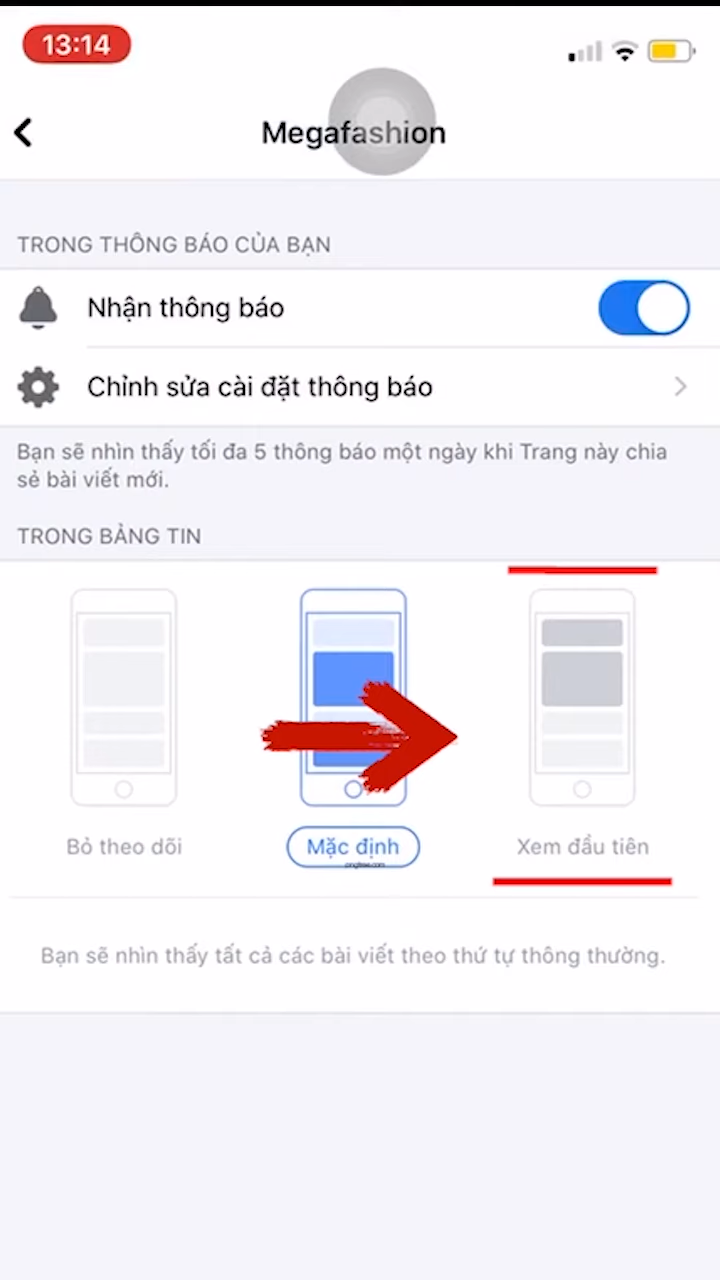 13:14
Megafashion
TRONG THÔNG BÁO CỦA BẠN
Nhận thông báo
Chỉnh sửa cài đặt thông báo
Bạn sẽ nhìn thấy tối đa 5 thông báo một ngày khi Trang này chia
sẻ bài viết mới.
TRONG BẢNG TIN
Bỏ theo dõi
Mặc định
Xem đầu tiên
Bạn sẽ nhìn thấy tất cả các bài viết theo thứ tự thông thường.